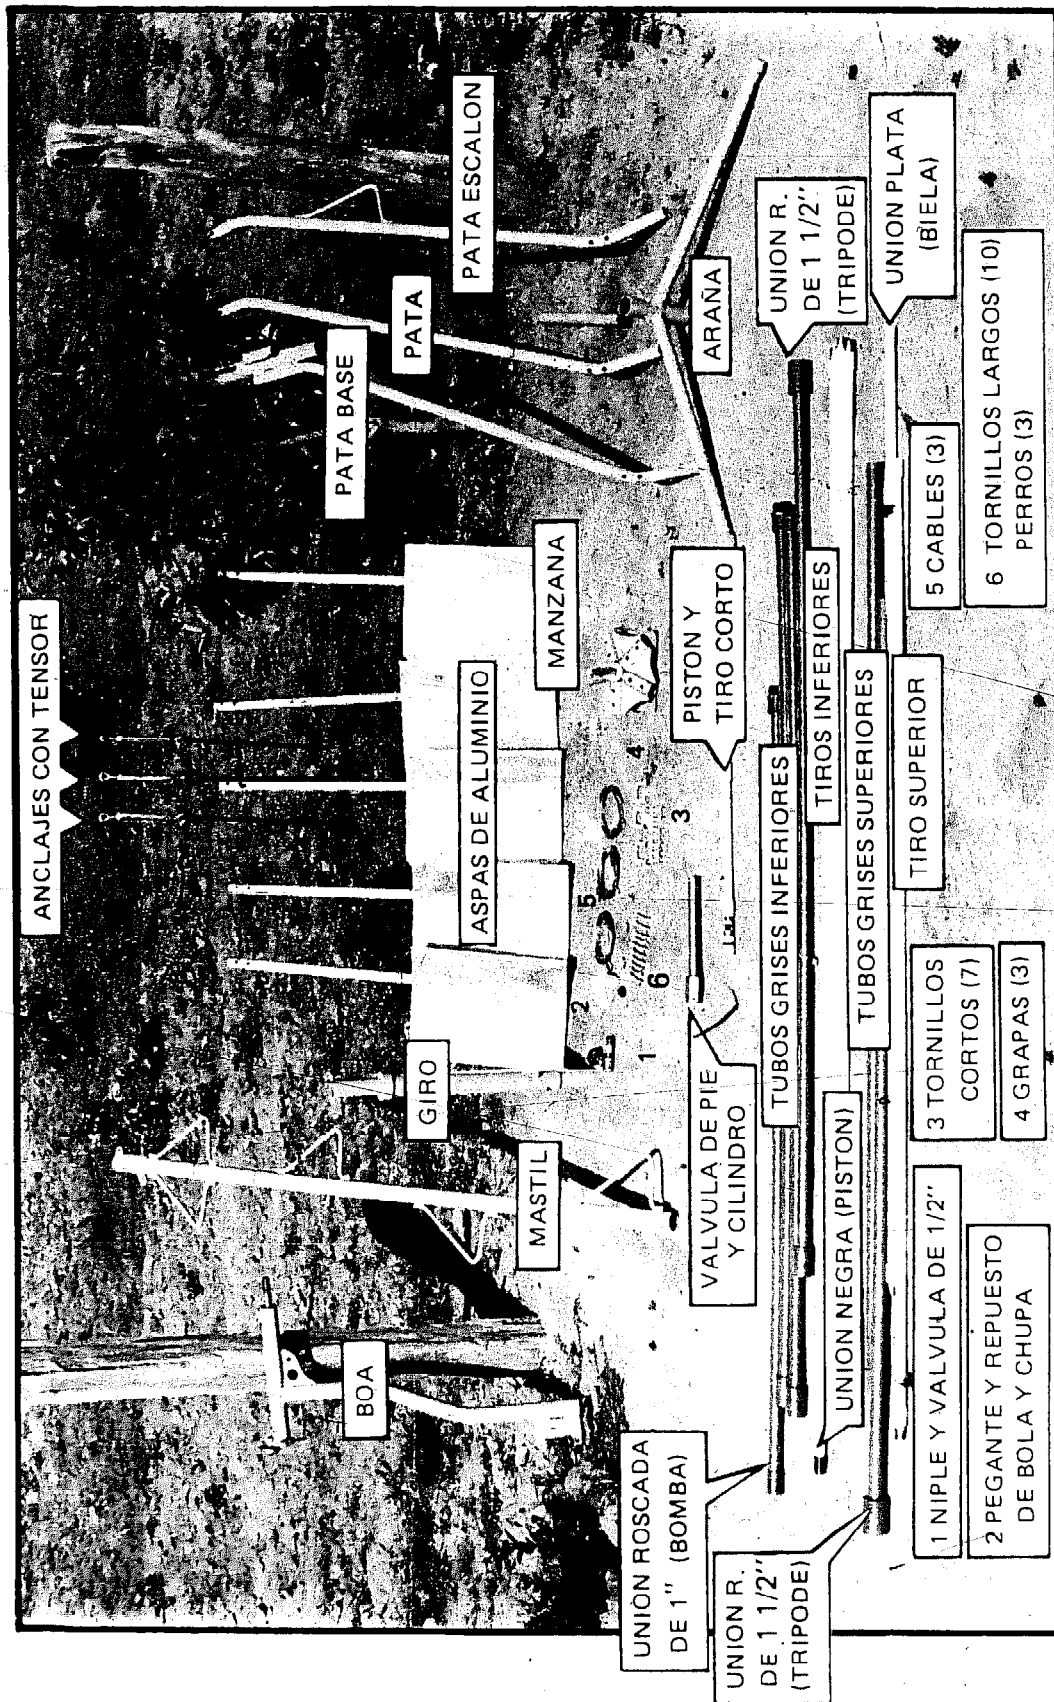 ANCLAJES CON TENSOR
PATA ESCALON
PATA
PATA BASE
MANZANA
ASPAS DE ALUMINIO
GIRO
MASTIL
BOA
ARAÑA
1
2
3
4
5
6
PISTON Y
TIRO CORTO
VALVULA DE PIE
Y CILINDRO
UNION R.
DE 1 1/2"
(TRIPODE)
UNION PLATA
(BIELA)
TUBOS GRISES INFERIORES
TIROS INFERIORES
UNION NEGRA (PISTON)
TUBOS GRISES SUPERIORES
TIRO SUPERIOR
UNION ROSCADA
DE 1" (BOMBA)
UNION R.
DE 1 1/2"
(TRIPODE)
1 NIPLE Y VALVULA DE 1/2"
2 PEGANTE Y REPUESTO
DE BOLA Y CHUPA
3 TORNILLOS
CORTOS (7)
4 GRAPAS (3)
5 CABLES (3)
6 TORNILLOS LARGOS (10)
PERROS (3)